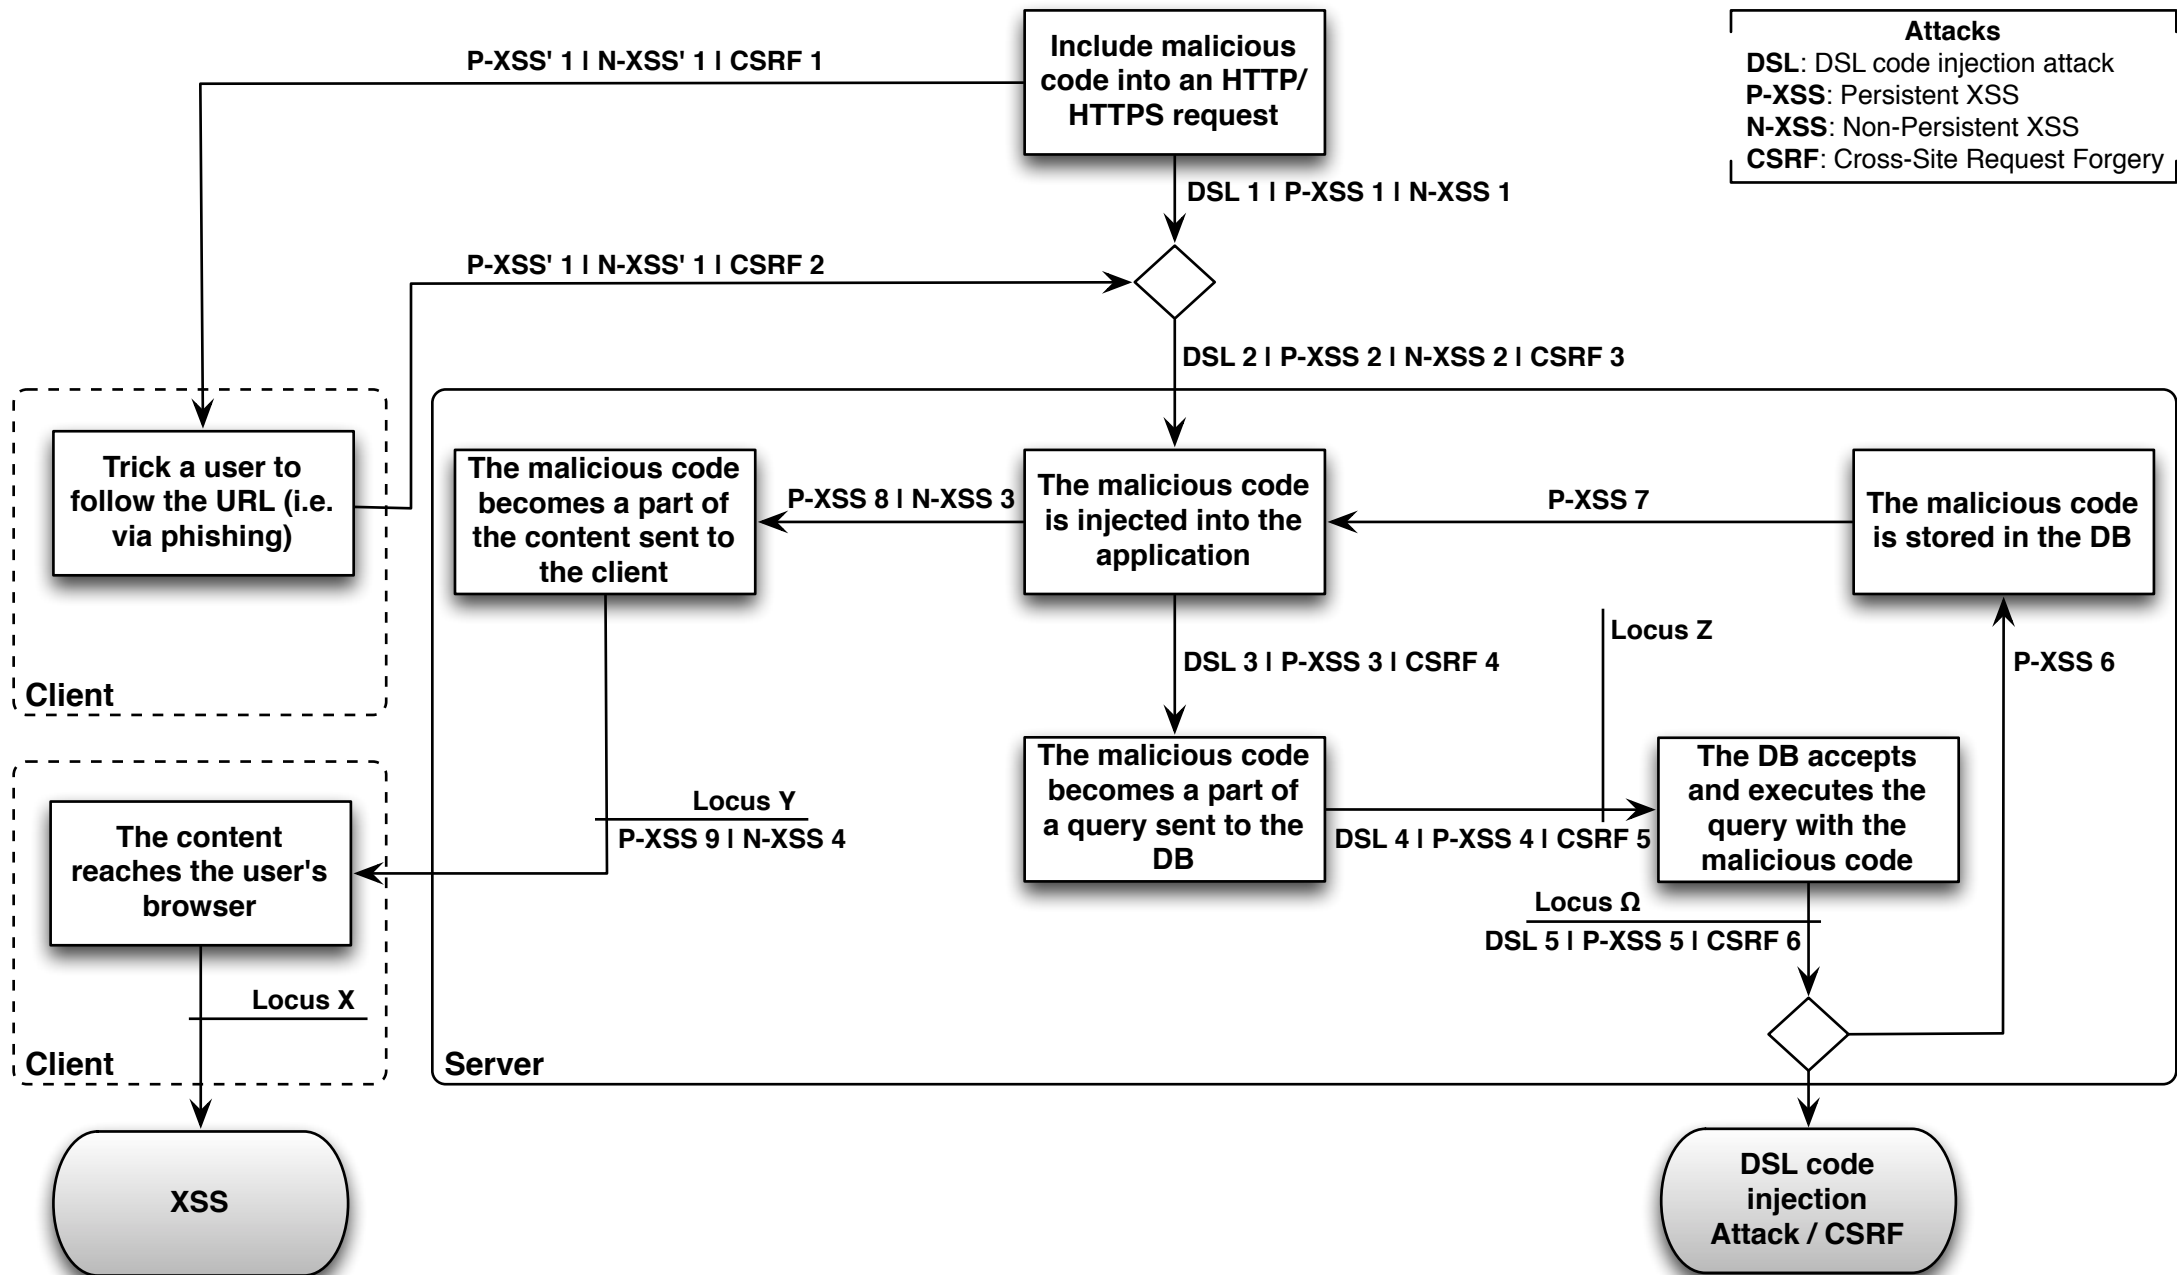 Include malicious
code into an HTTP/
HTTPS request
Attacks
DSL: DSL code injection attack
P-XSS: Persistent XSS
N-XSS: Non-Persistent XSS
CSRF: Cross-Site Request Forgery
P-XSS' 1 | N-XSS' 1 | CSRF 1
DSL 1 | P-XSS 1 | N-XSS 1
P-XSS' 1 | N-XSS' 1 | CSRF 2
DSL 2 | P-XSS 2 | N-XSS 2 | CSRF 3
Trick a user to
follow the URL (i.e.
via phishing)
Client
The malicious code
becomes a part of
the content sent to
the client
P-XSS 8 | N-XSS 3
The malicious code
is injected into the
application
P-XSS 7
The malicious code
is stored in the DB
Locus Z
DSL 3 | P-XSS 3 | CSRF 4
P-XSS 6
The malicious code
becomes a part of
a query sent to the
DB
DSL 4 | P-XSS 4 | CSRF 5
The DB accepts
and executes the
query with the
malicious code
Locus Y
P-XSS 9 | N-XSS 4
The content
reaches the user's
browser
Locus Ω
DSL 5 | P-XSS 5 | CSRF 6
Locus X
Client
Server
XSS
DSL code
injection
Attack / CSRF